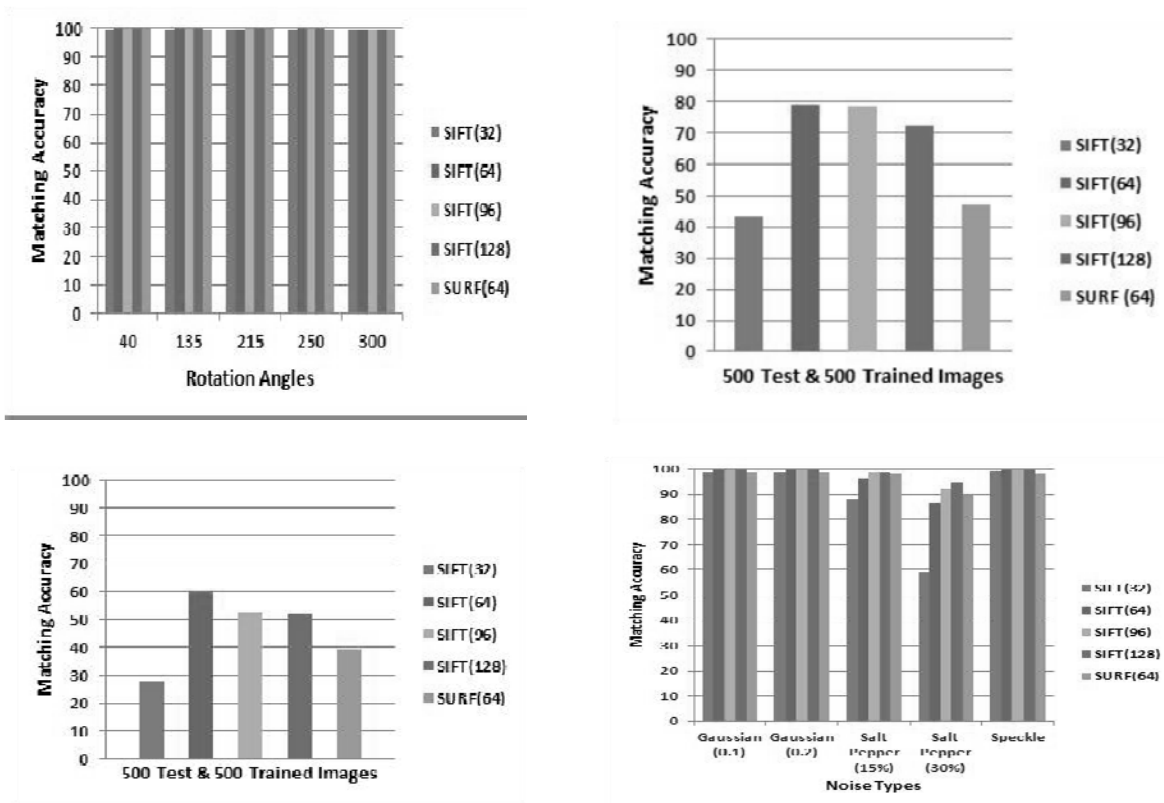 100
90
80
70
60
50
40
30
20
10
0
Matching Accuracy
40 135 215 250 300
Rotation Angles
SIFT(32)
SIFT(64)
SIFT(96)
SIFT(128)
SURF(64)
100
90
80
70
60
50
40
30
20
10
0
Matching Accuracy
500 Test & 500 Trained Images
SIFT(32)
SIFT(64)
SIFT(96)
SIFT(128)
SURF (64)
100
90
80
70
60
50
40
30
20
10
0
Matching Accuracy
500 Test & 500 Trained Images
SIFT(32)
SIFT(64)
SIFT(96)
SIFT(128)
SURF(64)
100
90
80
70
60
50
40
30
20
10
0
Matching Accuracy
Gaussian Gaussian Salt Salt Speckle
(0.1) (0.2) Pepper Pepper
(15%) (30%)
Noise Types
SIFT(32)
SIFT(64)
SIFT(96)
SIFT(128)
SURF(64)